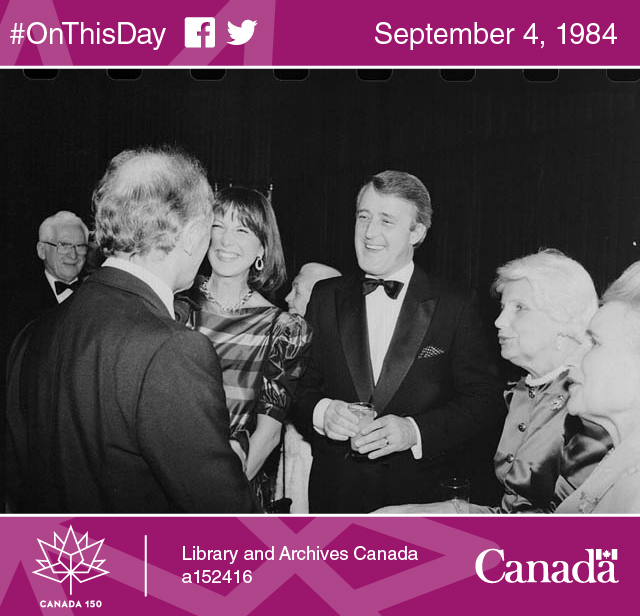 #OnThisDay
September 4, 1984
Library and Archives Canada
a152416
CANADA 150
Canada